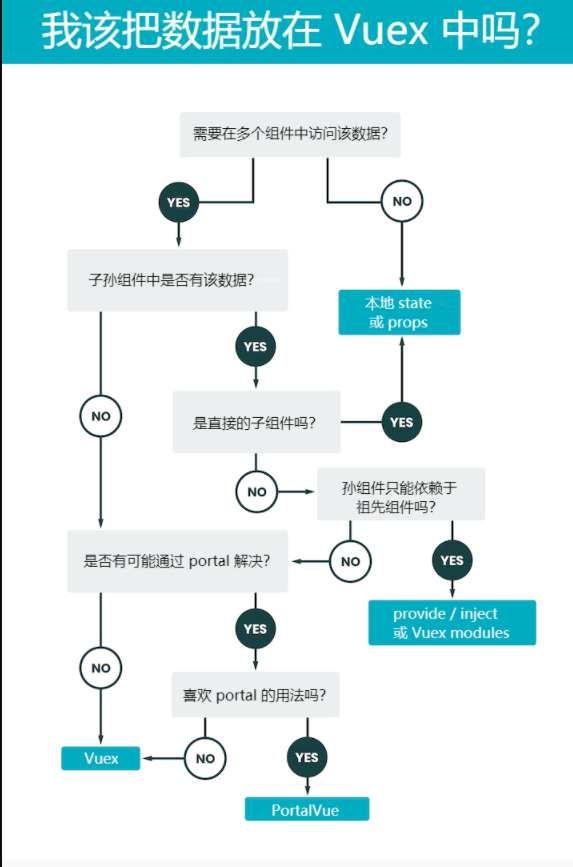 我该把数据放在 Vuex 中吗？
需要在多个组件中访问该数据?
YES
NO
子孙组件中是否有该数据?
本地 state
或 props
YES
NO
是直接的子组件吗?
YES
NO
孙组件只能依赖于
祖先组件吗?
是否有可能通过 portal 解决?
NO
YES
provide / inject
或 Vuex modules
YES
NO
喜欢 portal 的用法吗?
Vuex
NO
YES
PortalVue